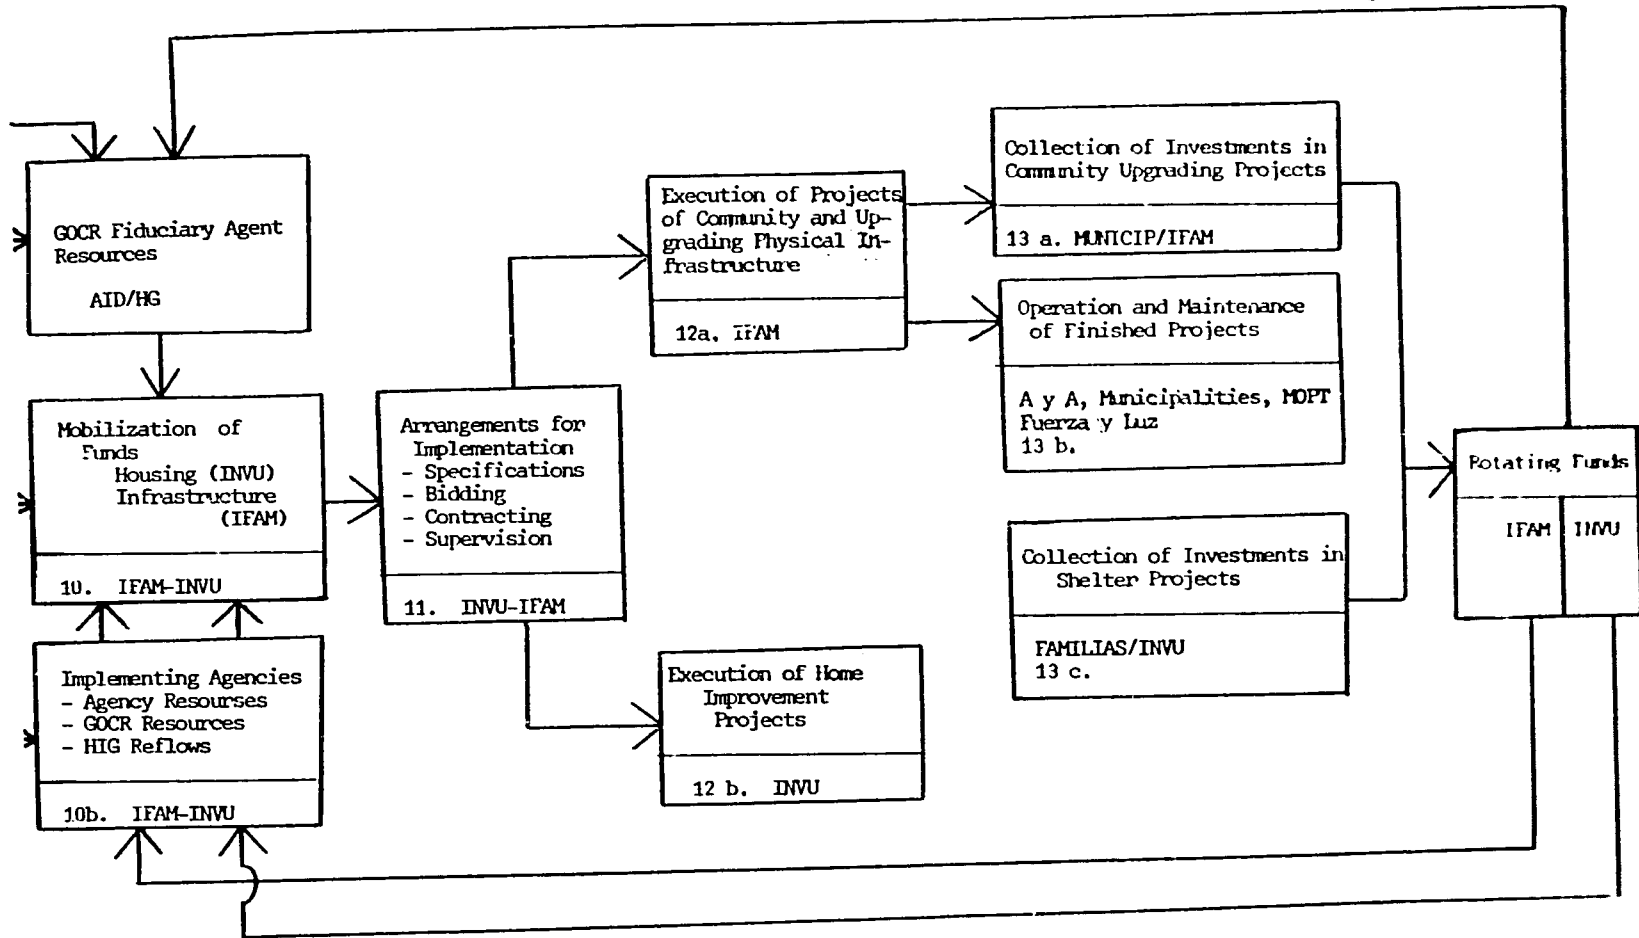 GOCR Fiduciary Agent
Resources
AID/HG
Mobilization of
Funds
Housing (INVU)
Infrastructure
(IFAM)
10. IFAM-INVU
Implementing Agencies
- Agency Resourses
- GOCR Resources
- HIG Reflows
10b. IFAM-INVU
Arrangements for
Implementation
- Specifications
- Bidding
- Contracting
- Supervision
11. INVU-IFAM
Execution of Projects
of Community and Up-
grading Physical In-
frastructure
12a. IFAM
Execution of Home
Improvement
Projects
12 b. INVU
Collection of Investments in
Community Upgrading Projects
13 a. MUNICIP/IFAM
Operation and Maintenance
of Finished Projects
A y A, Municipalities, MOPT
Fuerza y Luz
13 b.
Collection of Investments in
Shelter Projects
FAMILIAS/INVU
13 c.
Rotating Funds
IFAM INVU